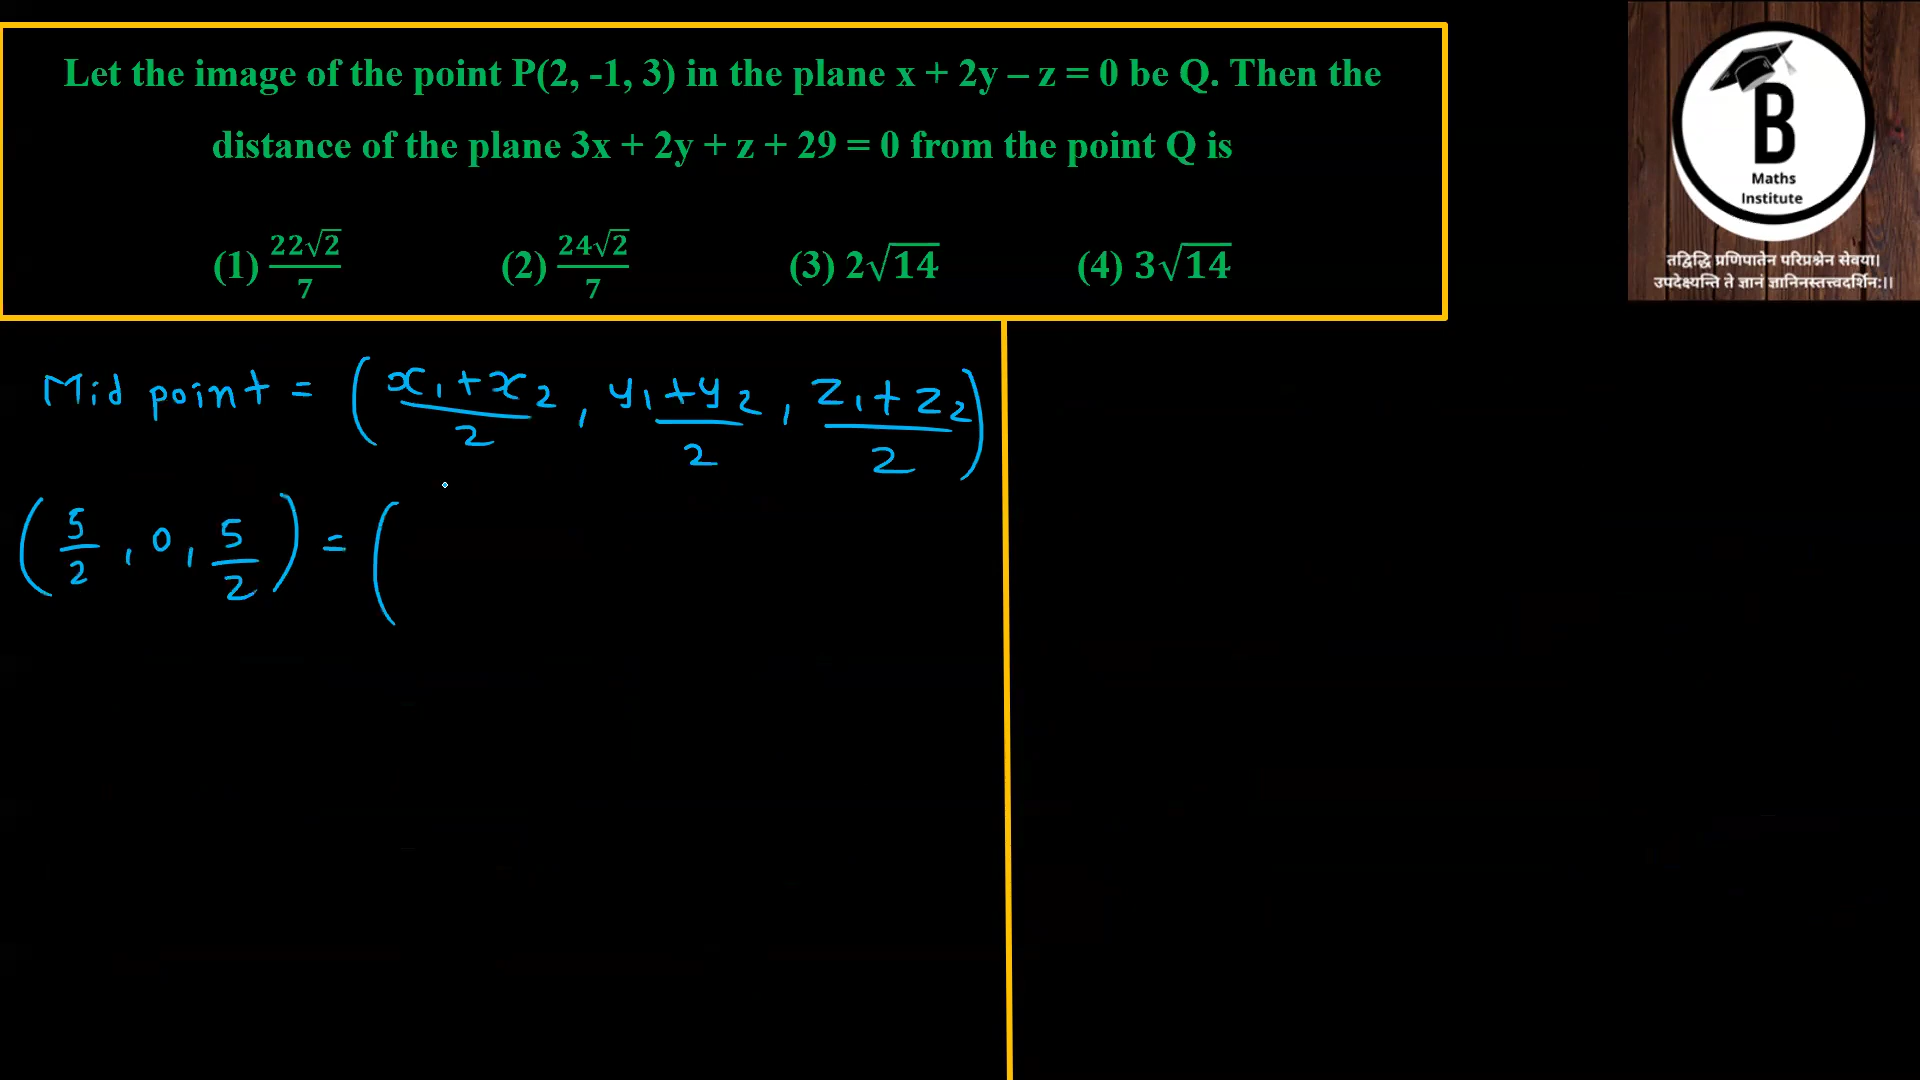 Let the image of the point P(2, -1, 3) in the plane x + 2y – z = 0 be Q. Then the
distance of the plane 3x + 2y + z + 29 = 0 from the point Q is
(1) 22√2/7 (2) 24√2/7 (3) 2√14 (4) 3√14
B
Maths
Institute
तद्विद्धि प्रणिपातेन परिप्रश्नेन सेवया।
उपदेक्ष्यन्ति ते ज्ञानं ज्ञानिनस्तत्त्वदर्शिन:।।
Mid point = ( x₁+x₂/2 , y₁+y₂/2 , z₁+z₂/2 )
( 5/2 , 0 , 5/2 ) = (